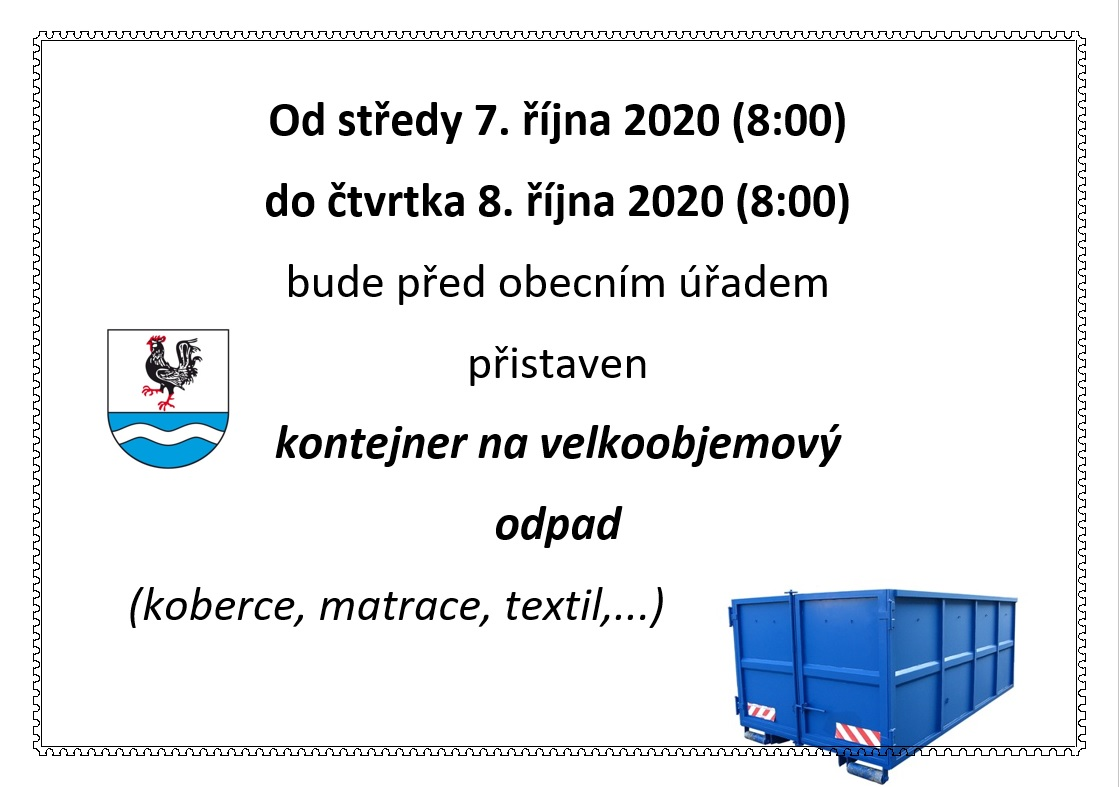 Od středy 7. října 2020 (8:00)
do čtvrtka 8. října 2020 (8:00)
bude před obecním úřadem
přistaven
kontejner na velkoobjemový
odpad
(koberce, matrace, textil,...)